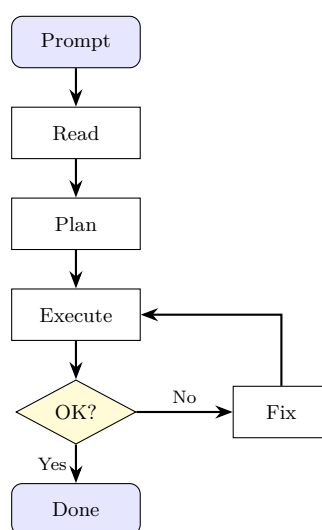 Prompt
Read
Plan
Execute
OK?
No
Fix
Yes
Done